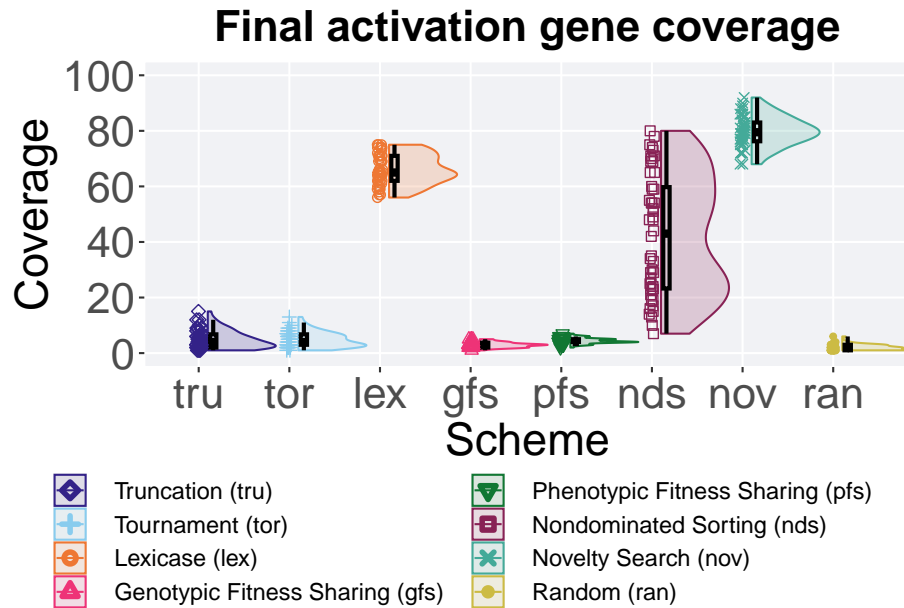 Final activation gene coverage
Coverage
100
80
60
40
20
0
tru tor lex gfs pfs nds nov ran
Scheme
Truncation (tru)
Tournament (tor)
Lexicase (lex)
Genotypic Fitness Sharing (gfs)
Phenotypic Fitness Sharing (pfs)
Nondominated Sorting (nds)
Novelty Search (nov)
Random (ran)